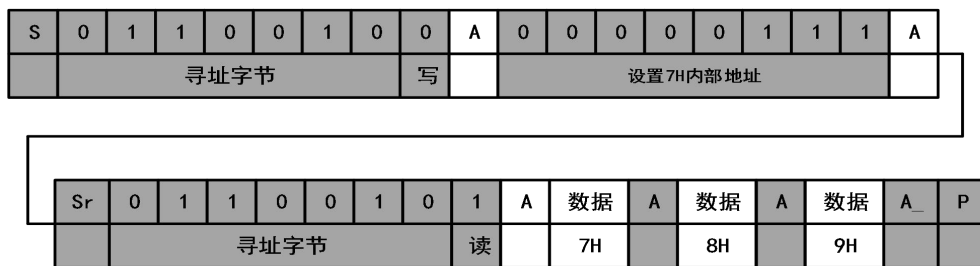 S 0 1 1 0 0 1 0 0 A 0 0 0 0 0 1 1 1 A
寻址字节 写 设置7H内部地址
Sr 0 1 1 0 0 1 0 1 A 数据 A 数据 A 数据 A_ P
寻址字节 读 7H 8H 9H